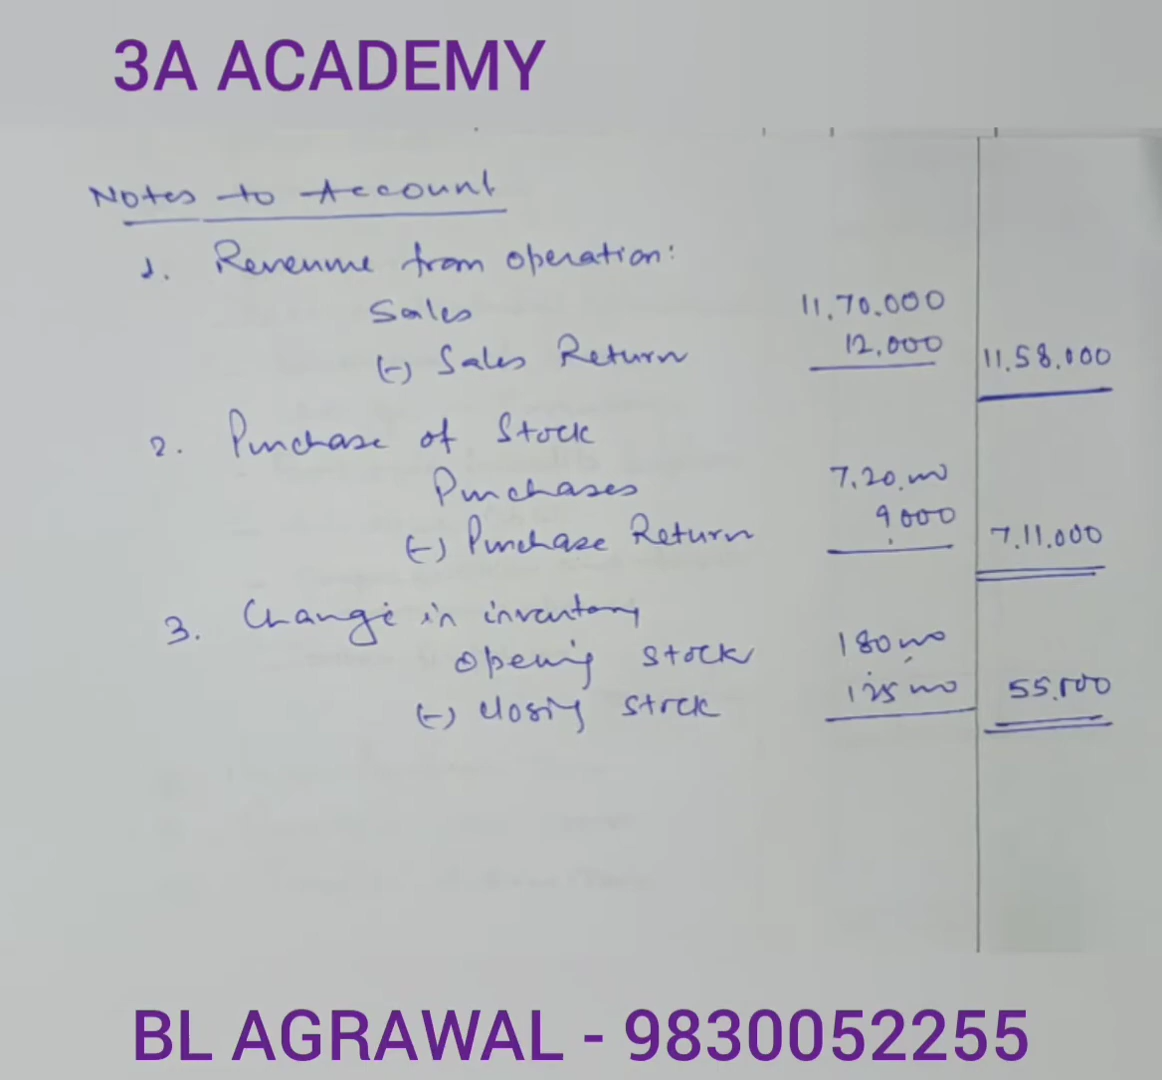 3A ACADEMY
Notes to Account
1. Revenue from operation:
Sales 11,70,000
(-) Sales Return 12,000 11,58,000
2. Purchase of Stock
Purchases 7,20,000
(-) Purchase Return 9000 7,11,000
3. Change in inventory
Opening Stock 180000
(-) Closing Stock 125000 55,000
BL AGRAWAL - 9830052255